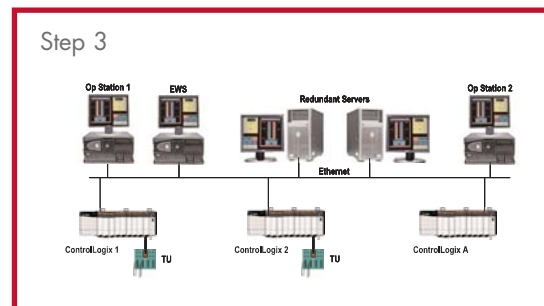 Step 3
Op Station 1
EWS
Redundant Servers
Op Station 2
Ethernet
ControlLogix 1
TU
ControlLogix 2
TU
ControlLogix A